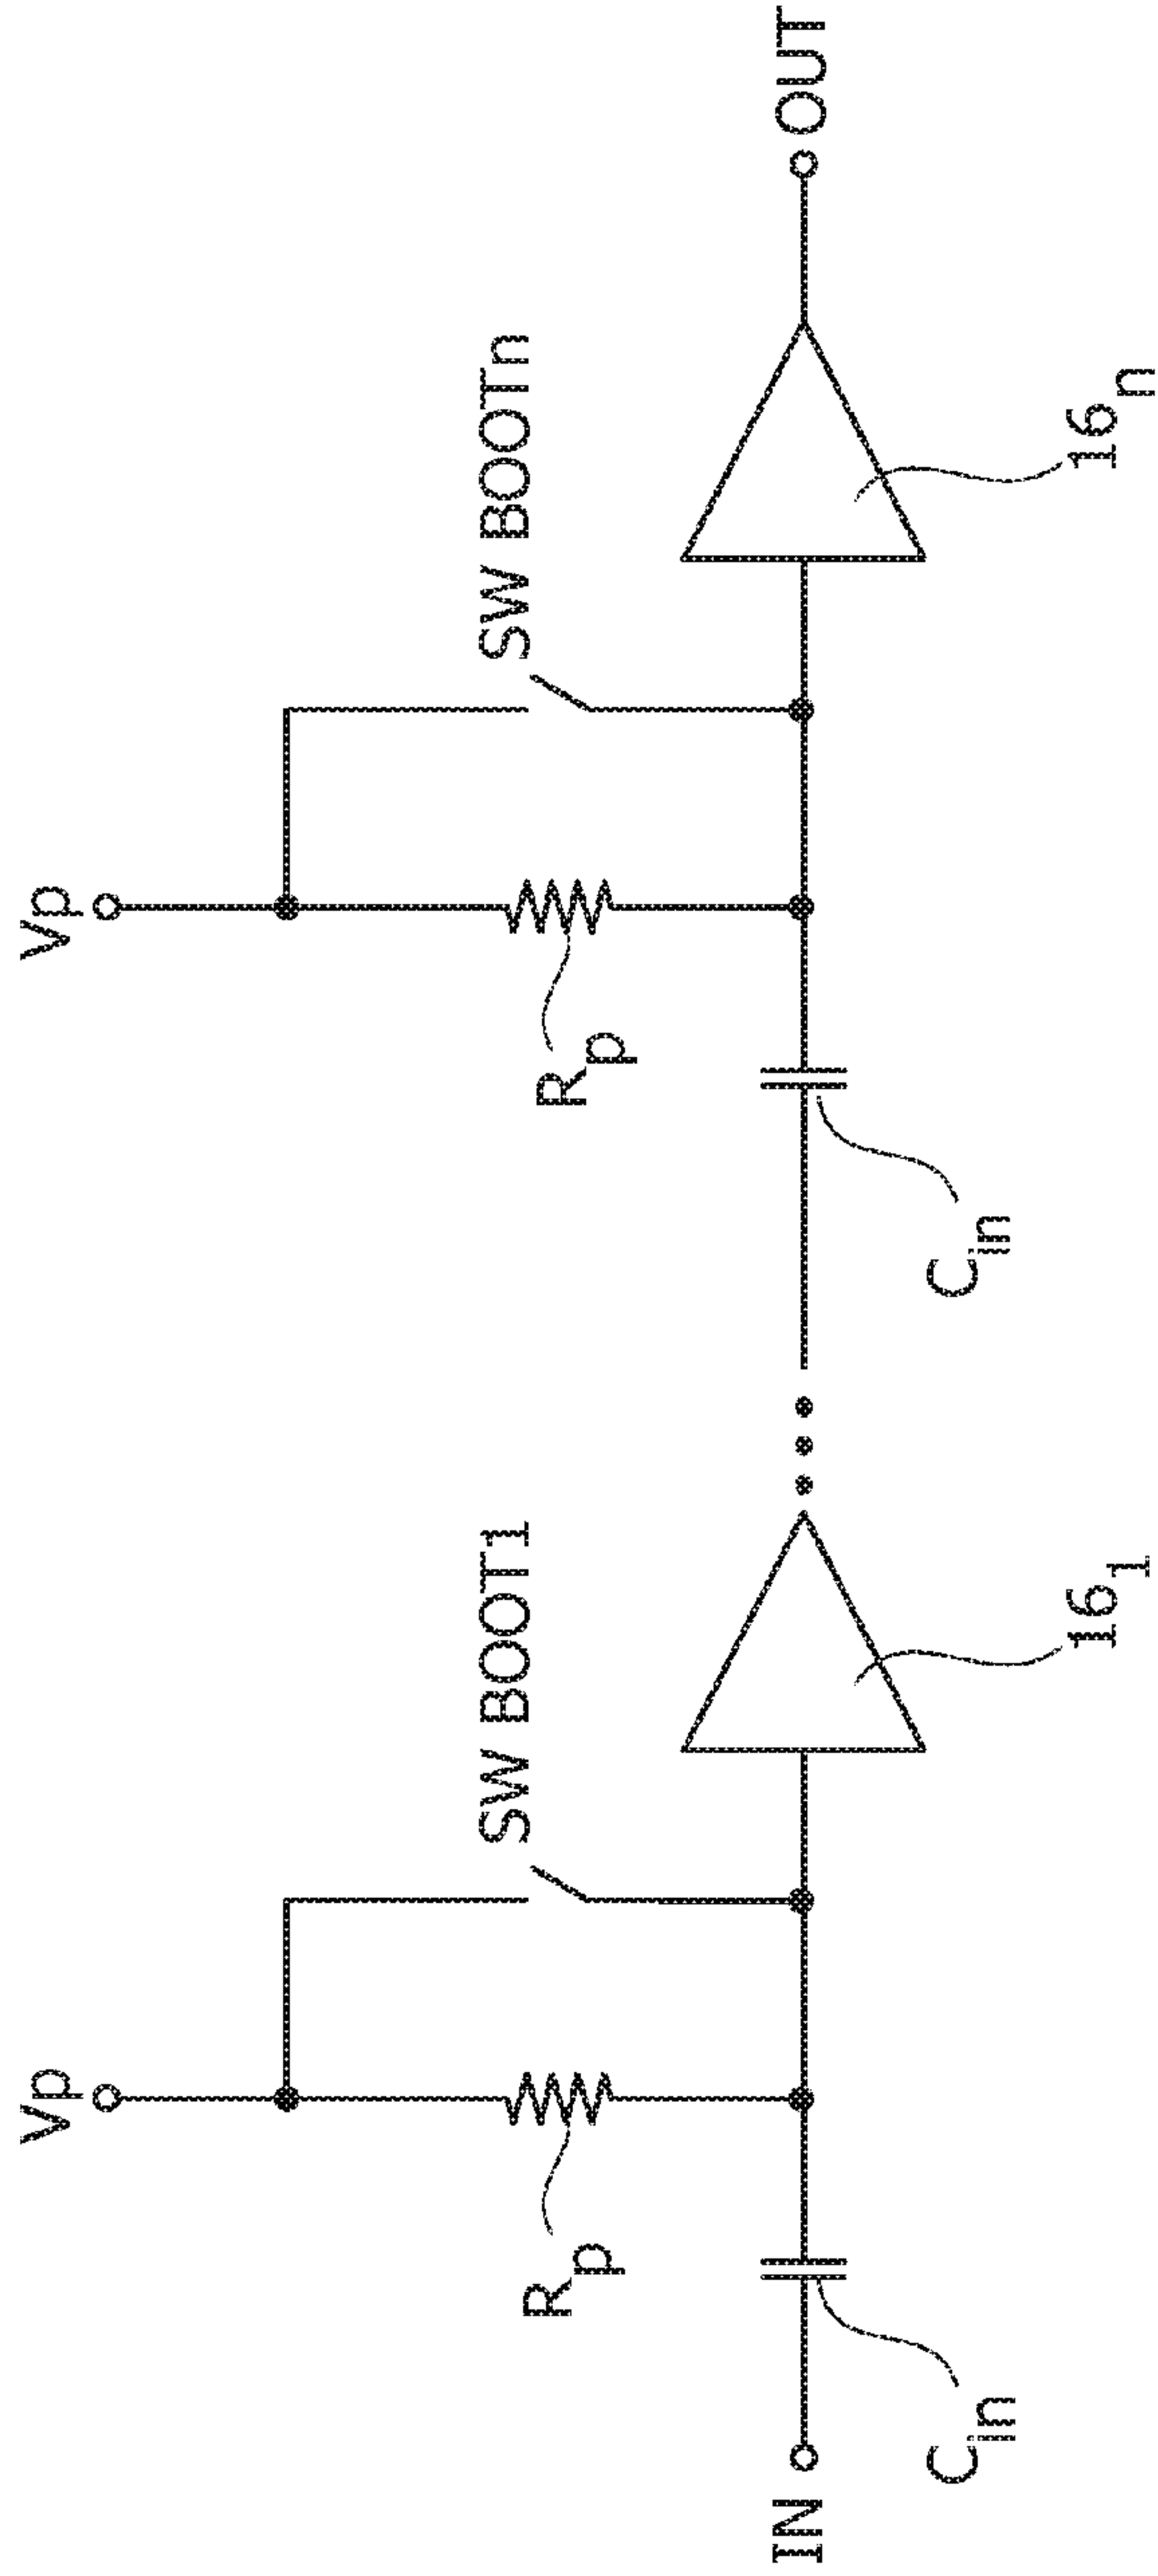 Vp
Vp
SW BOOT1
SW BOOTn
Rp
Rp
IN
OUT
Cin
Cin
161
16n